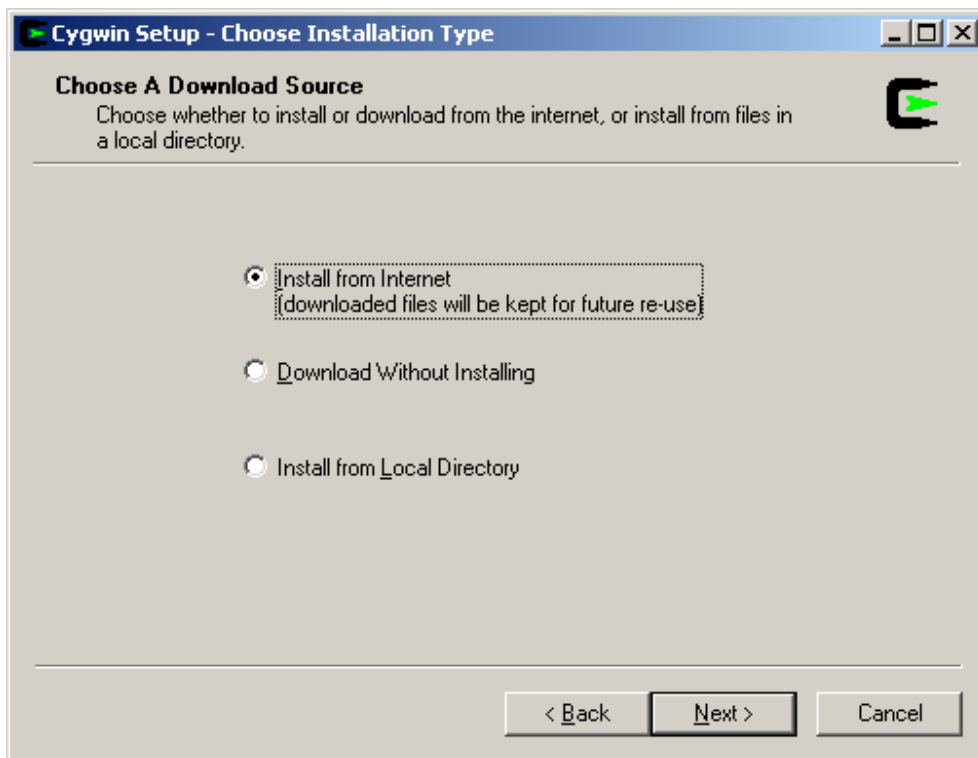 Cygwin Setup - Choose Installation Type
Choose A Download Source
Choose whether to install or download from the internet, or install from files in
a local directory.
Install from Internet
(downloaded files will be kept for future re-use)
Download Without Installing
Install from Local Directory
< Back
Next >
Cancel